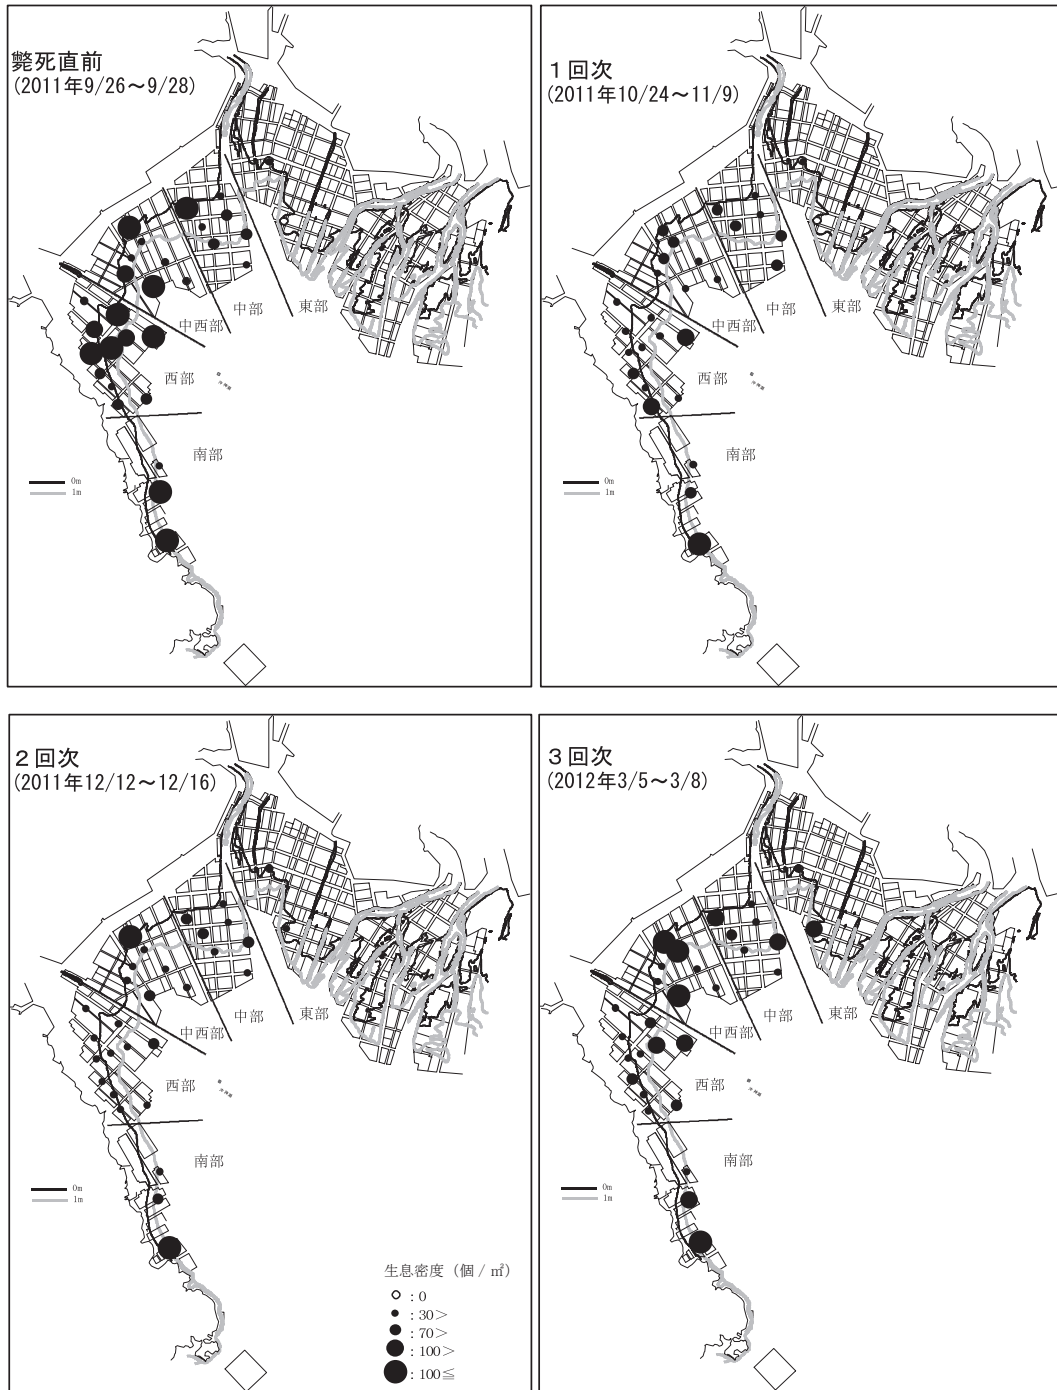 斃死直前
(2011年9/26～9/28)
中西部
中部
東部
西部
南部
0m
1m
1回次
(2011年10/24～11/9)
中西部
中部
東部
西部
南部
0m
1m
2回次
(2011年12/12～12/16)
中西部
中部
東部
西部
南部
0m
1m
生息密度（個/㎡）
：0
：30＞
：70＞
：100＞
：100≦
3回次
(2012年3/5～3/8)
中西部
中部
東部
西部
南部
0m
1m